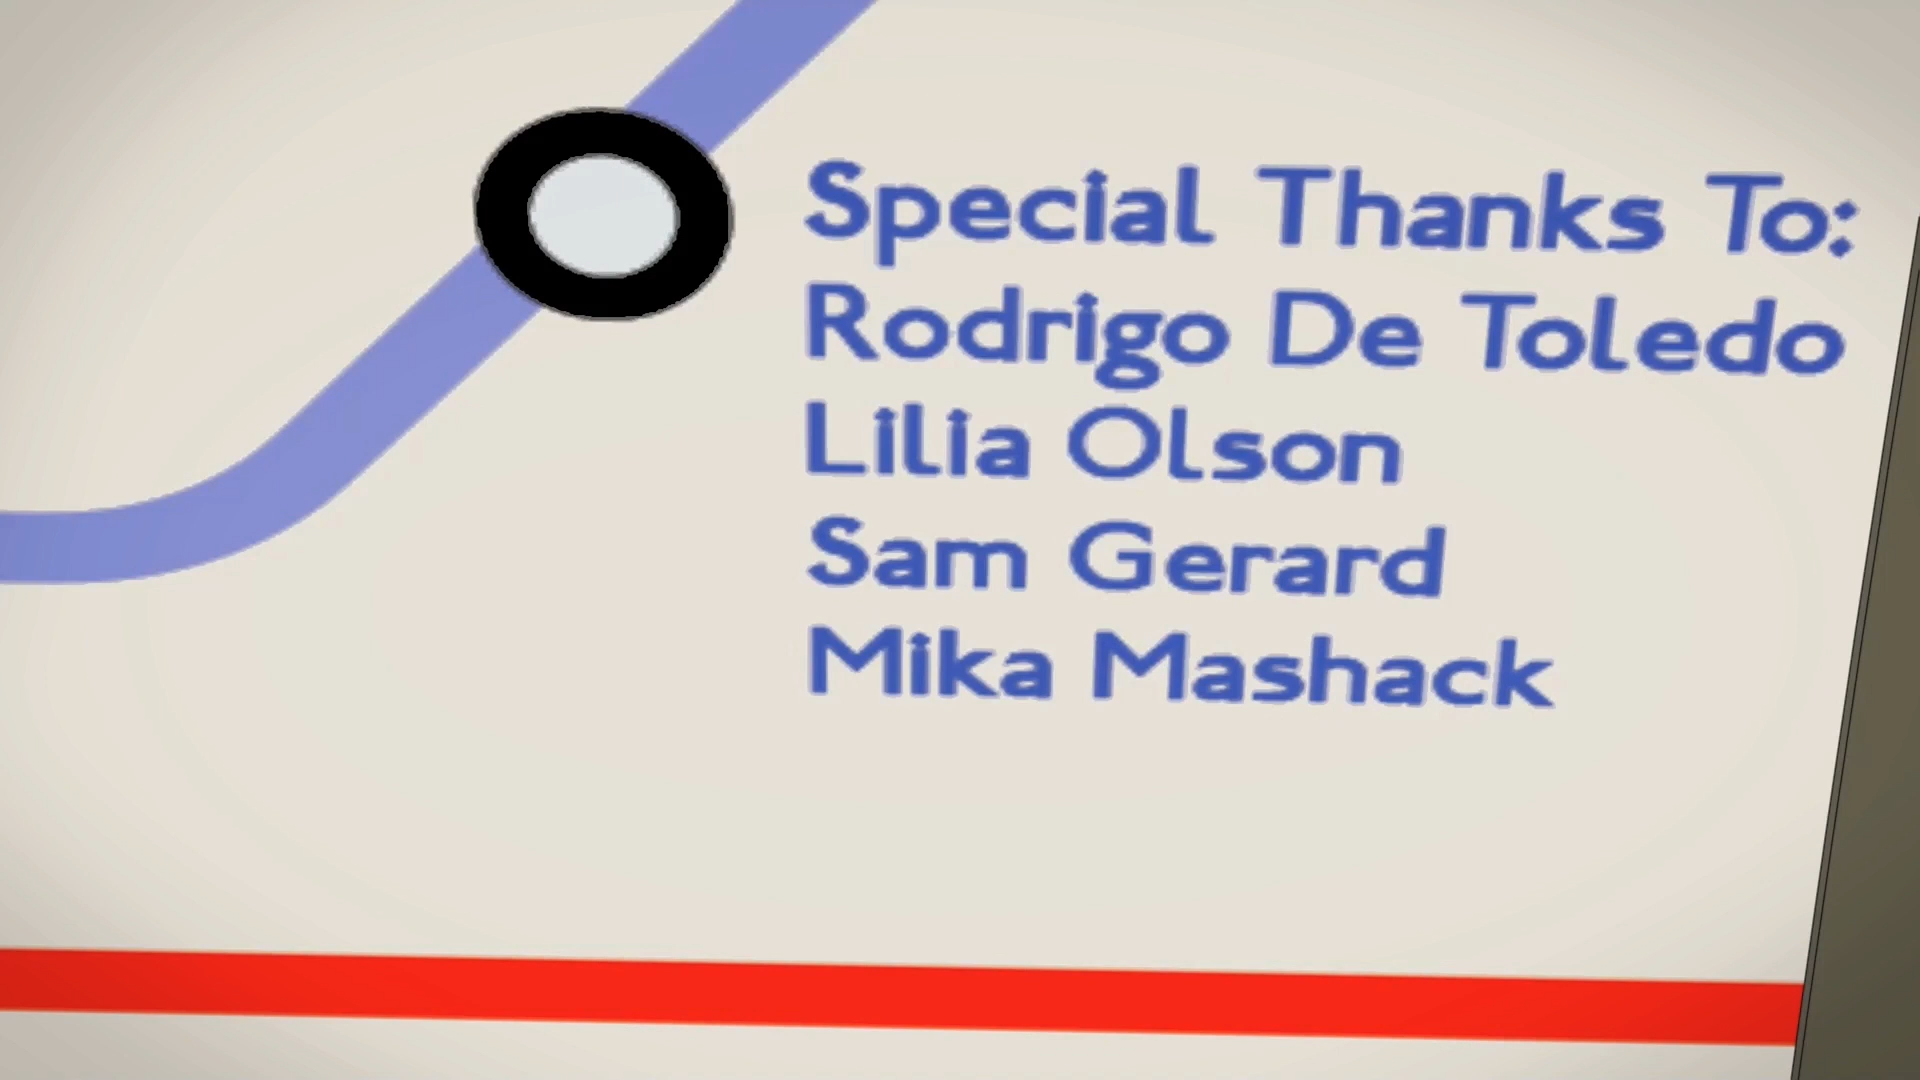 Special Thanks To:
Rodrigo De Toledo
Lilia Olson
Sam Gerard
Mika Mashack